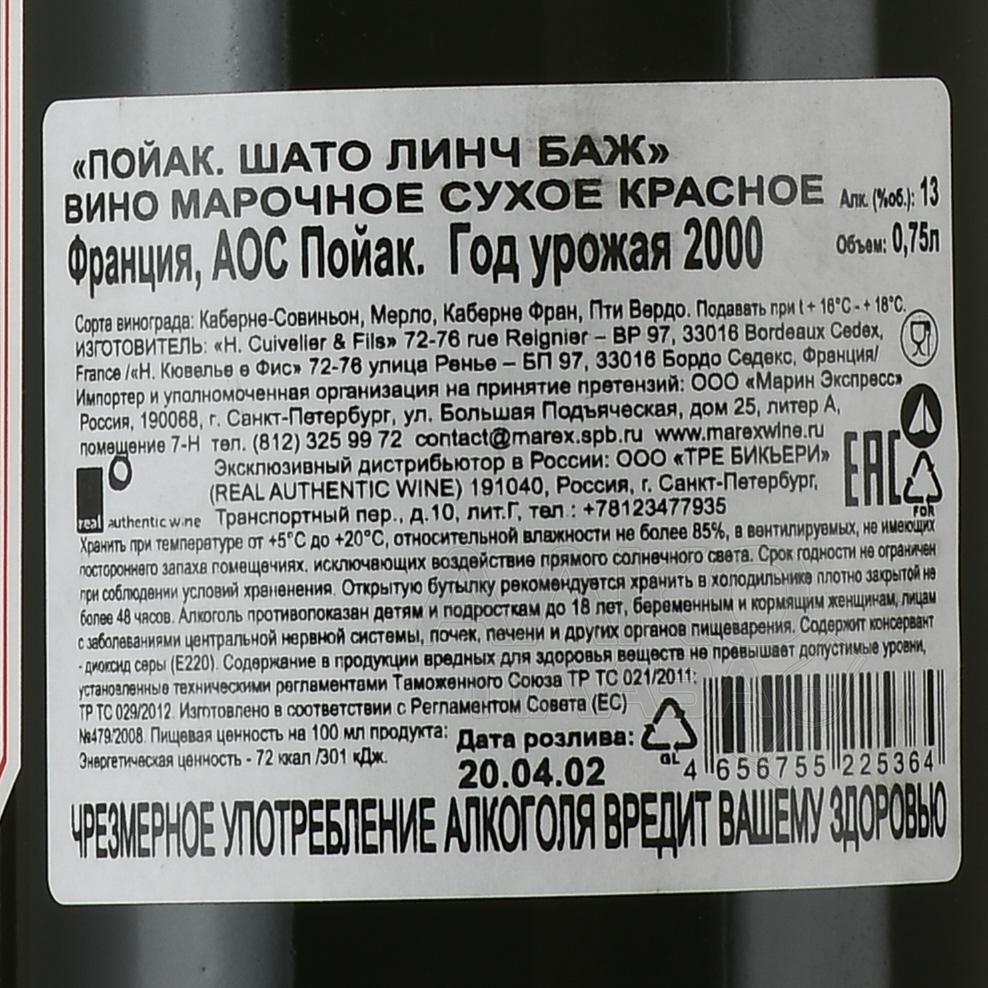 «ПОЙАК. ШАТО ЛИНЧ БАЖ»
ВИНО МАРОЧНОЕ СУХОЕ КРАСНОЕ Алк. (%об.): 13
Франция, АОС Пойак. Год урожая 2000 Объем: 0,75л
Сорта винограда: Каберне-Совиньон, Мерло, Каберне Фран, Пти Вердо. Подавать при t + 16°C - + 18°C.
ИЗГОТОВИТЕЛЬ: «H. Cuvelier & Fils» 72-76 rue Reignier – BP 97, 33016 Bordeaux Cedex,
France /«Н. Кювелье е Фис» 72-76 улица Ренье – БП 97, 33016 Бордо Седекс, Франция/
Импортер и уполномоченная организация на принятие претензий: ООО «Марин Экспресс»
Россия, 190068, г. Санкт-Петербург, ул. Большая Подъяческая, дом 25, литер А,
помещение 7-Н тел. (812) 325 99 72 contact@marex.spb.ru www.marexwine.ru
Эксклюзивный дистрибьютор в России: ООО «ТРЕ БИКЬЕРИ»
(REAL AUTHENTIC WINE) 191040, Россия, г. Санкт-Петербург,
real authentic wine Транспортный пер., д.10, лит.Г, тел.: +78123477935
EAC
FOR
Хранить при температуре от +5°C до +20°C, относительной влажности не более 85%, в вентилируемых, не имеющих
постороннего запаха помещениях, исключающих воздействие прямого солнечного света. Срок годности не ограничен
при соблюдении условий храненения. Открытую бутылку рекомендуется хранить в холодильнике плотно закрытой не
более 48 часов. Алкоголь противопоказан детям и подросткам до 18 лет, беременным и кормящим женщинам, лицам
с заболеваниями центральной нервной системы, почек, печени и других органов пищеварения. Содержит консервант
- диоксид серы (Е220). Содержание в продукции вредных для здоровья веществ не превышает допустимые уровни,
установленные техническими регламентами Таможенного Союза ТР ТС 021/2011:
ТР ТС 029/2012. Изготовлено в соответствии с Регламентом Совета (ЕС)
№479/2008. Пищевая ценность на 100 мл продукта:
Энергетическая ценность - 72 ккал /301 кДж.
Дата розлива:
20.04.02
GL
4 656755 225364
ЧРЕЗМЕРНОЕ УПОТРЕБЛЕНИЕ АЛКОГОЛЯ ВРЕДИТ ВАШЕМУ ЗДОРОВЬЮ